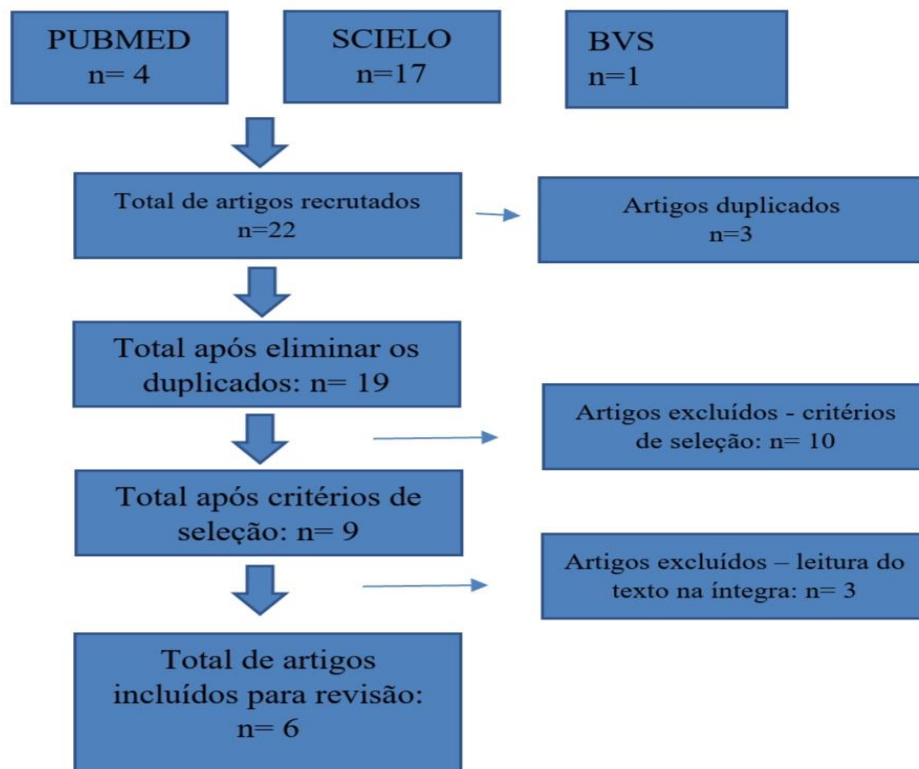 PUBMED
n= 4
SCIELO
n=17
BVS
n=1
Total de artigos recrutados
n=22
Artigos duplicados
n=3
Total após eliminar os
duplicados: n= 19
Artigos excluídos - critérios
de seleção: n= 10
Total após critérios de
seleção: n= 9
Artigos excluídos – leitura do
texto na íntegra: n= 3
Total de artigos
incluídos para revisão:
n= 6